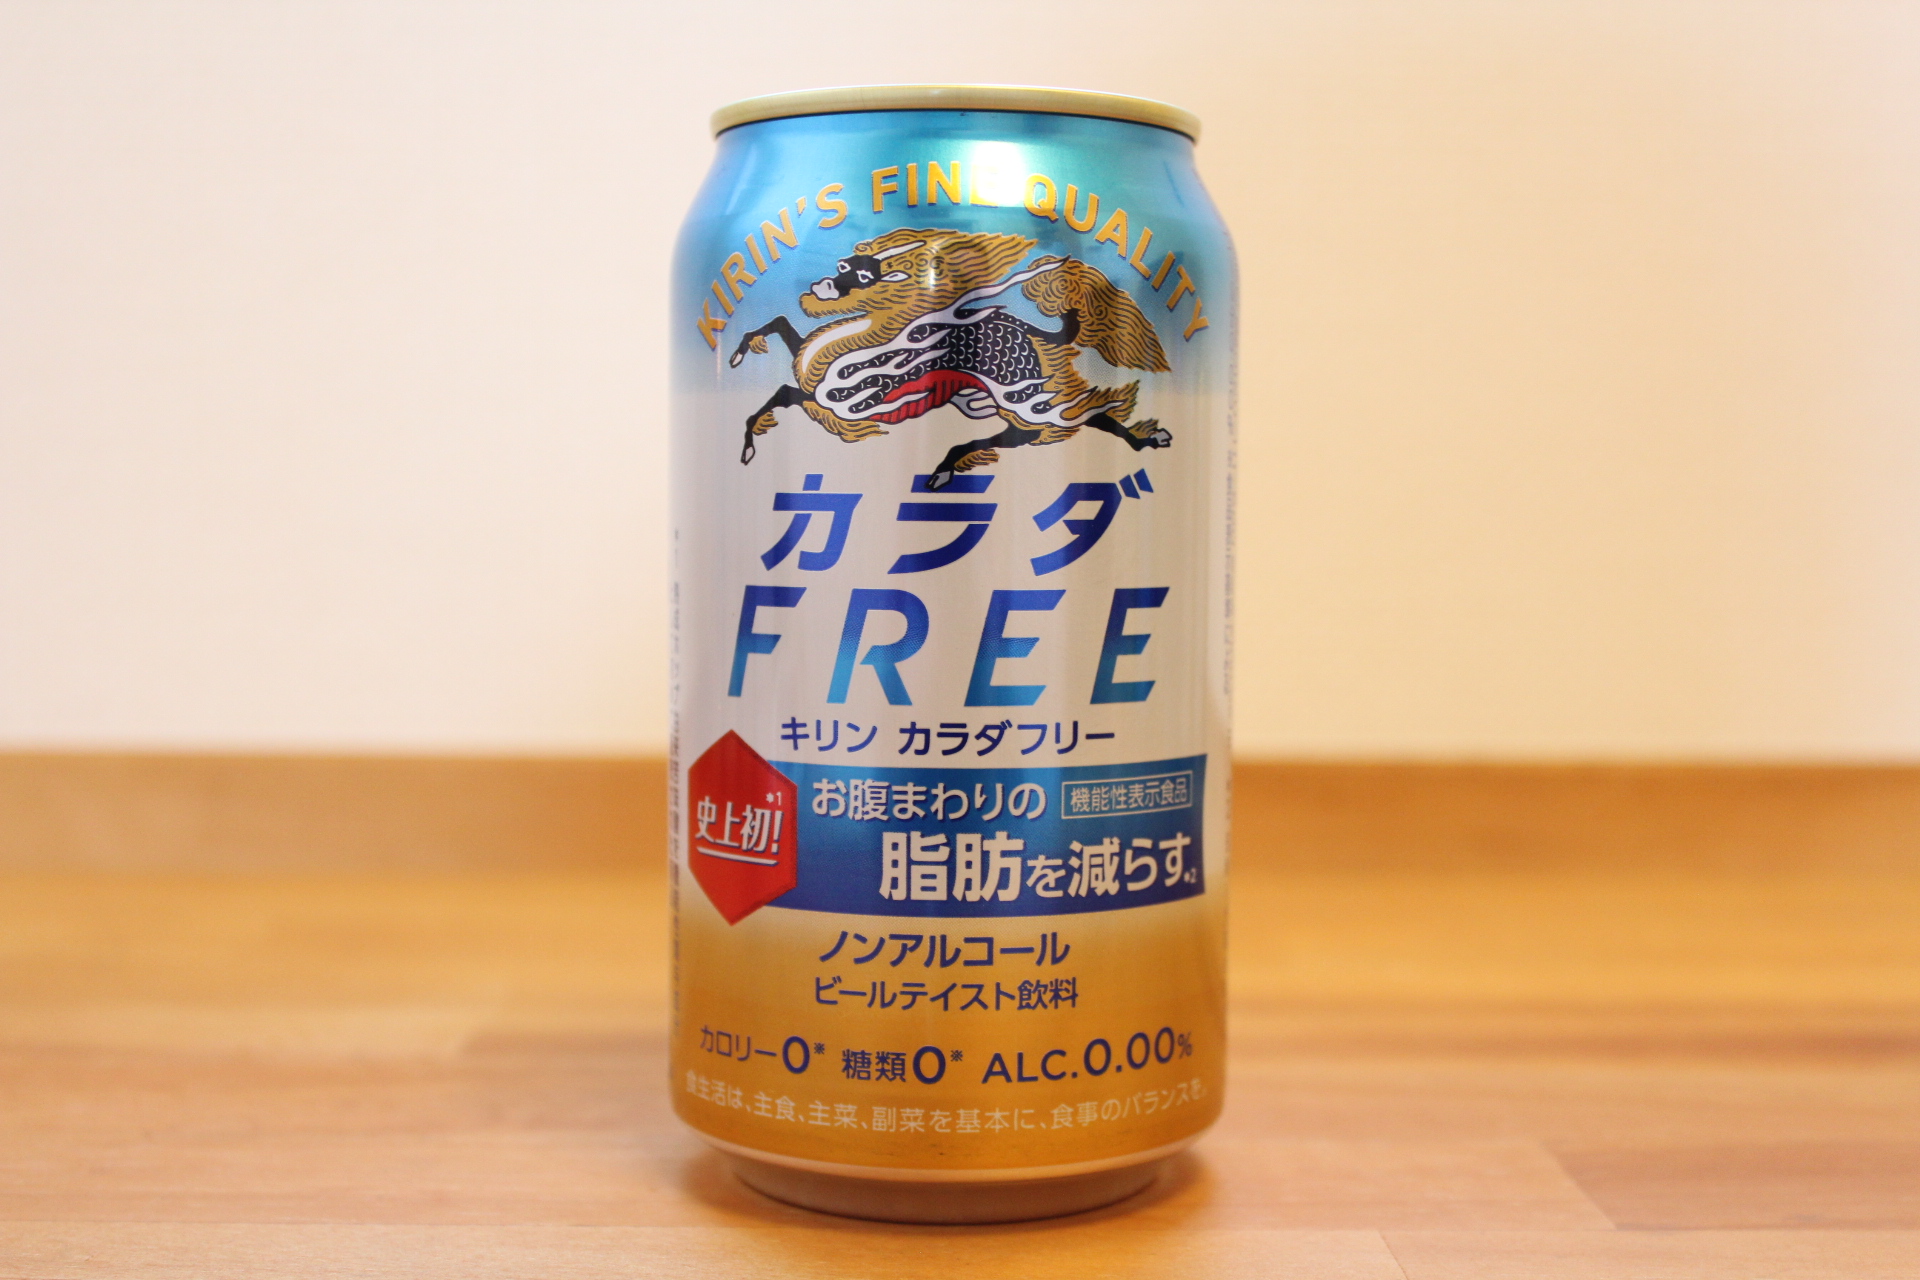 KIRIN'S FINE QUALITY
カラダ
FREE
キリン カラダフリー
史上初!*1
お腹まわりの 機能性表示食品
脂肪を減らす*2
ノンアルコール
ビールテイスト飲料
カロリー0※ 糖類0※ ALC.0.00%
食生活は、主食、主菜、副菜を基本に、食事のバランスを。